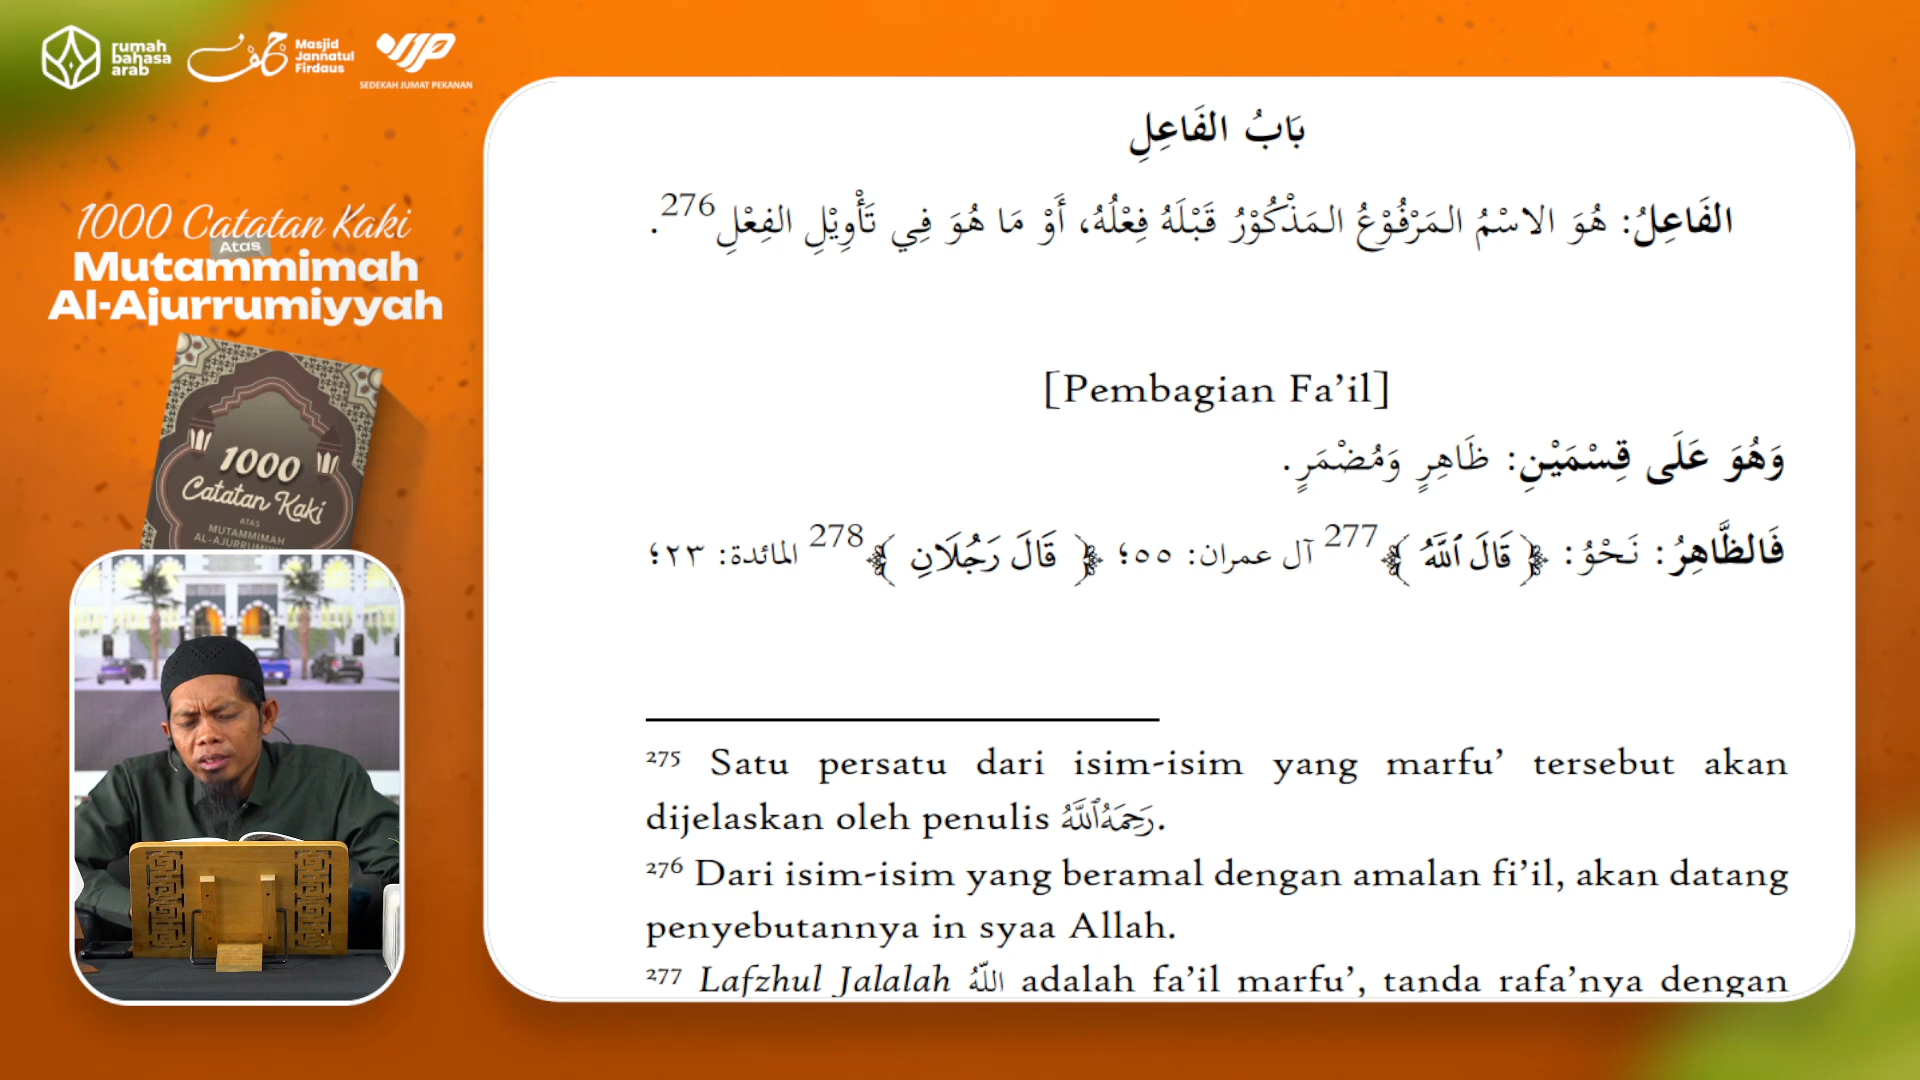 rumah
bahasa
arab
Masjid
Jannatul
Firdaus
VJP
SEDEKAH JUMAT PEKANAN
1000 Catatan Kaki
Atas
Mutammimah
Al-Ajurrumiyyah
1000
Catatan Kaki
ATAS
MUTAMMIMAH
بَابُ الفَاعِلِ
الفَاعِلُ: هُوَ الاسْمُ المَرْفُوْعُ المَذْكُوْرُ قَبْلَهُ فِعْلُهُ، أَوْ مَا هُوَ فِي تَأْوِيْلِ الفِعْلِ276.
[Pembagian Fa’il]
وَهُوَ عَلَى قِسْمَيْنِ: ظَاهِرٍ وَمُضْمَرٍ.
فَالظَّاهِرُ: نَحْوُ: ﴿ قَالَ ٱللَّهُ ﴾277 آل عمران: ٥٥؛ ﴿ قَالَ رَجُلَانِ ﴾278 المائدة: ٢٣؛
275 Satu persatu dari isim-isim yang marfu’ tersebut akan
dijelaskan oleh penulis رَحِمَهُ ٱللَّهُ.
276 Dari isim-isim yang beramal dengan amalan fi’il, akan datang
penyebutannya in syaa Allah.
277 Lafzhul Jalalah اللّٰهُ adalah fa’il marfu’, tanda rafa’nya dengan